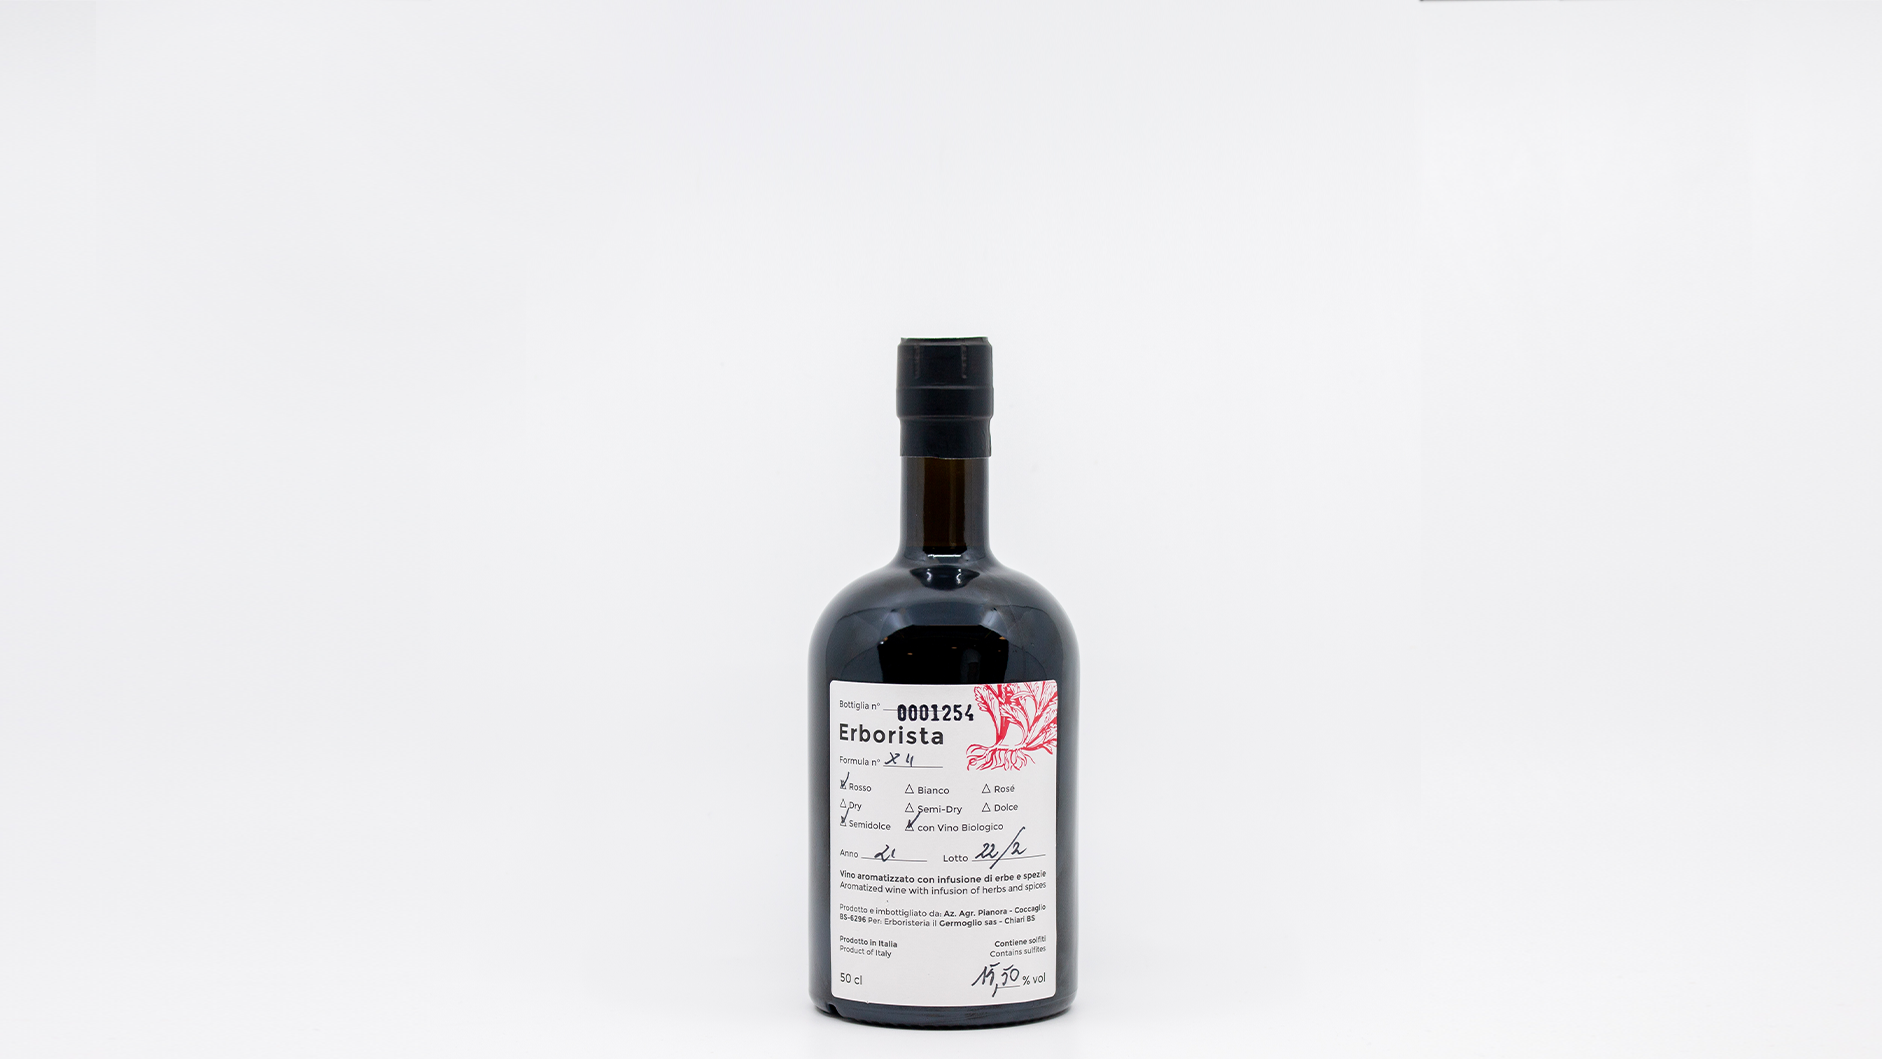 Bottiglia n° 0001254
Erborista
Formula n° X 4
Rosso Bianco Rosé
Dry Semi-Dry Dolce
Semidolce con Vino Biologico
Anno 21 Lotto 22/2
Vino aromatizzato con infusione di erbe e spezie
Aromatized wine with infusion of herbs and spices
Prodotto e imbottigliato da: Az. Agr. Pianora - Coccaglio
BS-6296 Per: Erboristeria il Germoglio sas - Chiari BS
Prodotto in Italia Contiene solfiti
Product of Italy Contains sulfites
50 cl 15,50 % vol